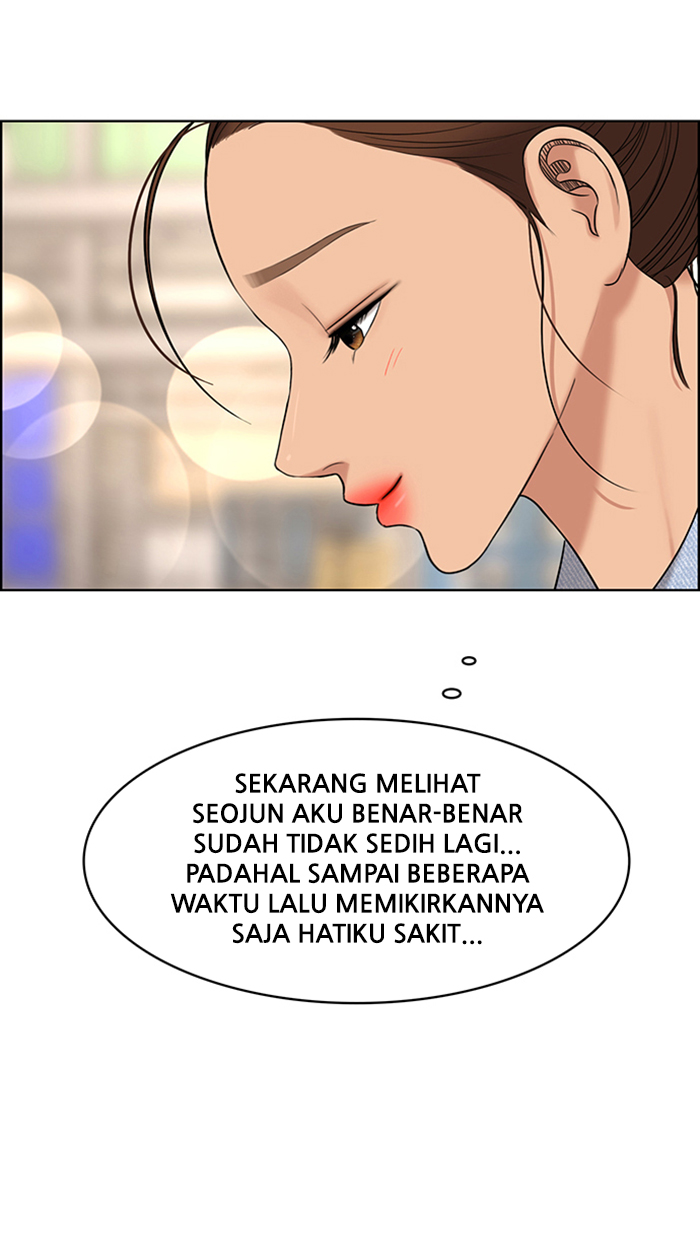 SEKARANG MELIHAT
SEOJUN AKU BENAR-BENAR
SUDAH TIDAK SEDIH LAGI...
PADAHAL SAMPAI BEBERAPA
WAKTU LALU MEMIKIRKANNYA
SAJA HATIKU SAKIT...